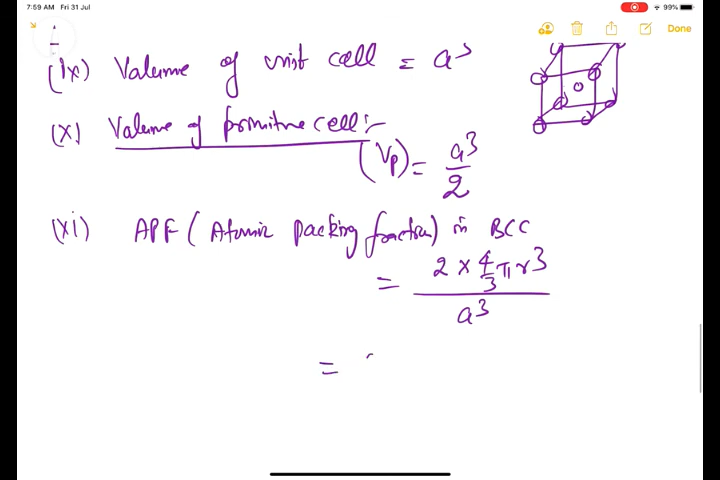 7:59 AM Fri 31 Jul
99%
Done
(ix) Valume of unit cell = a³
(x) Valume of primitive cell:-
(Vp) = a³/2
(xi) APF (Atomic packing fraction) in BCC
= 2 × 4/3 π r³ / a³
=